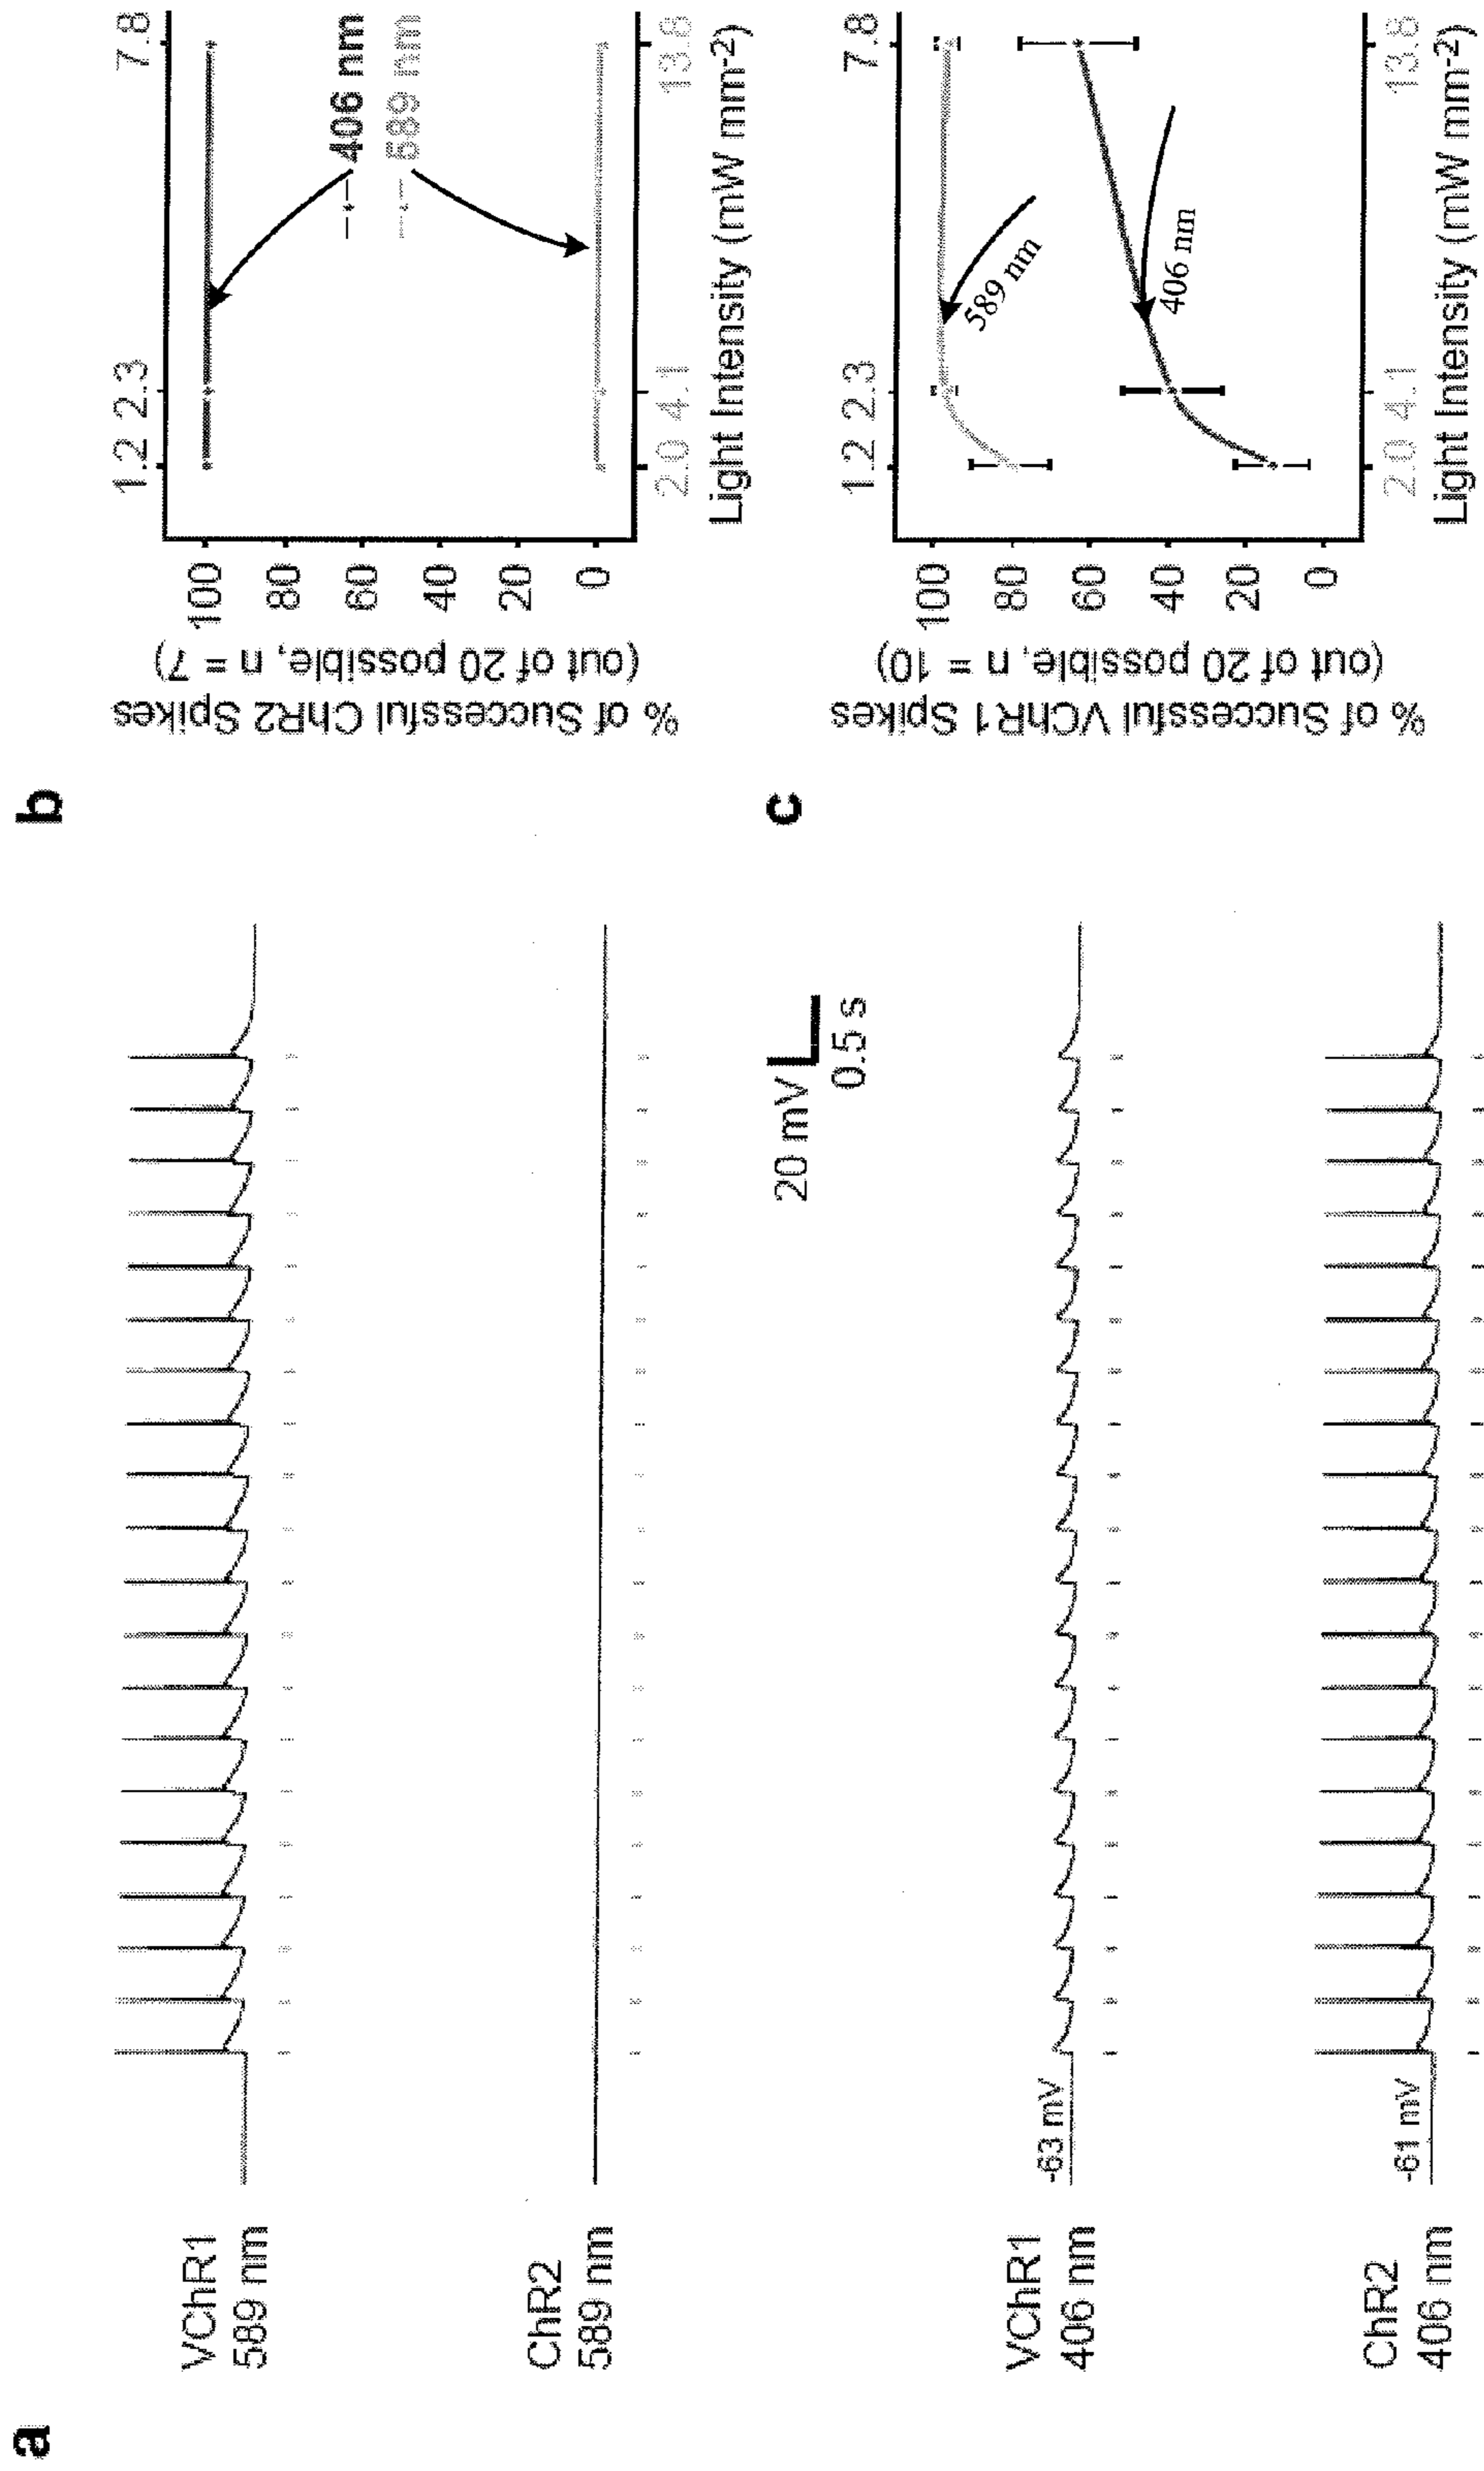 a
VChR1
589 nm
ChR2
589 nm
20 mV
0.5 s
VChR1
406 nm
-63 mV
ChR2
406 nm
-61 mV
b
1.2 2.3 7.8
% of Successful ChR2 Spikes
(out of 20 possible, n = 7)
100
80
60
40
20
0
406 nm
589 nm
2.0 4.1 13.8
Light Intensity (mW mm-2)
c
1.2 2.3 7.8
% of Successful VChR1 Spikes
(out of 20 possible, n = 10)
100
80
60
40
20
0
589 nm
406 nm
2.0 4.1 13.8
Light Intensity (mW mm-2)